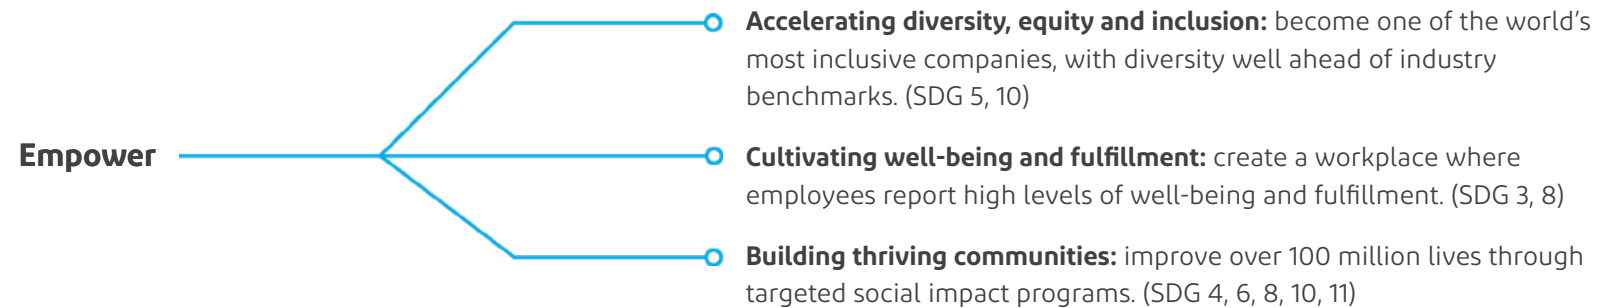 Accelerating diversity, equity and inclusion: become one of the world’s
most inclusive companies, with diversity well ahead of industry
benchmarks. (SDG 5, 10)
Empower
Cultivating well-being and fulfillment: create a workplace where
employees report high levels of well-being and fulfillment. (SDG 3, 8)
Building thriving communities: improve over 100 million lives through
targeted social impact programs. (SDG 4, 6, 8, 10, 11)